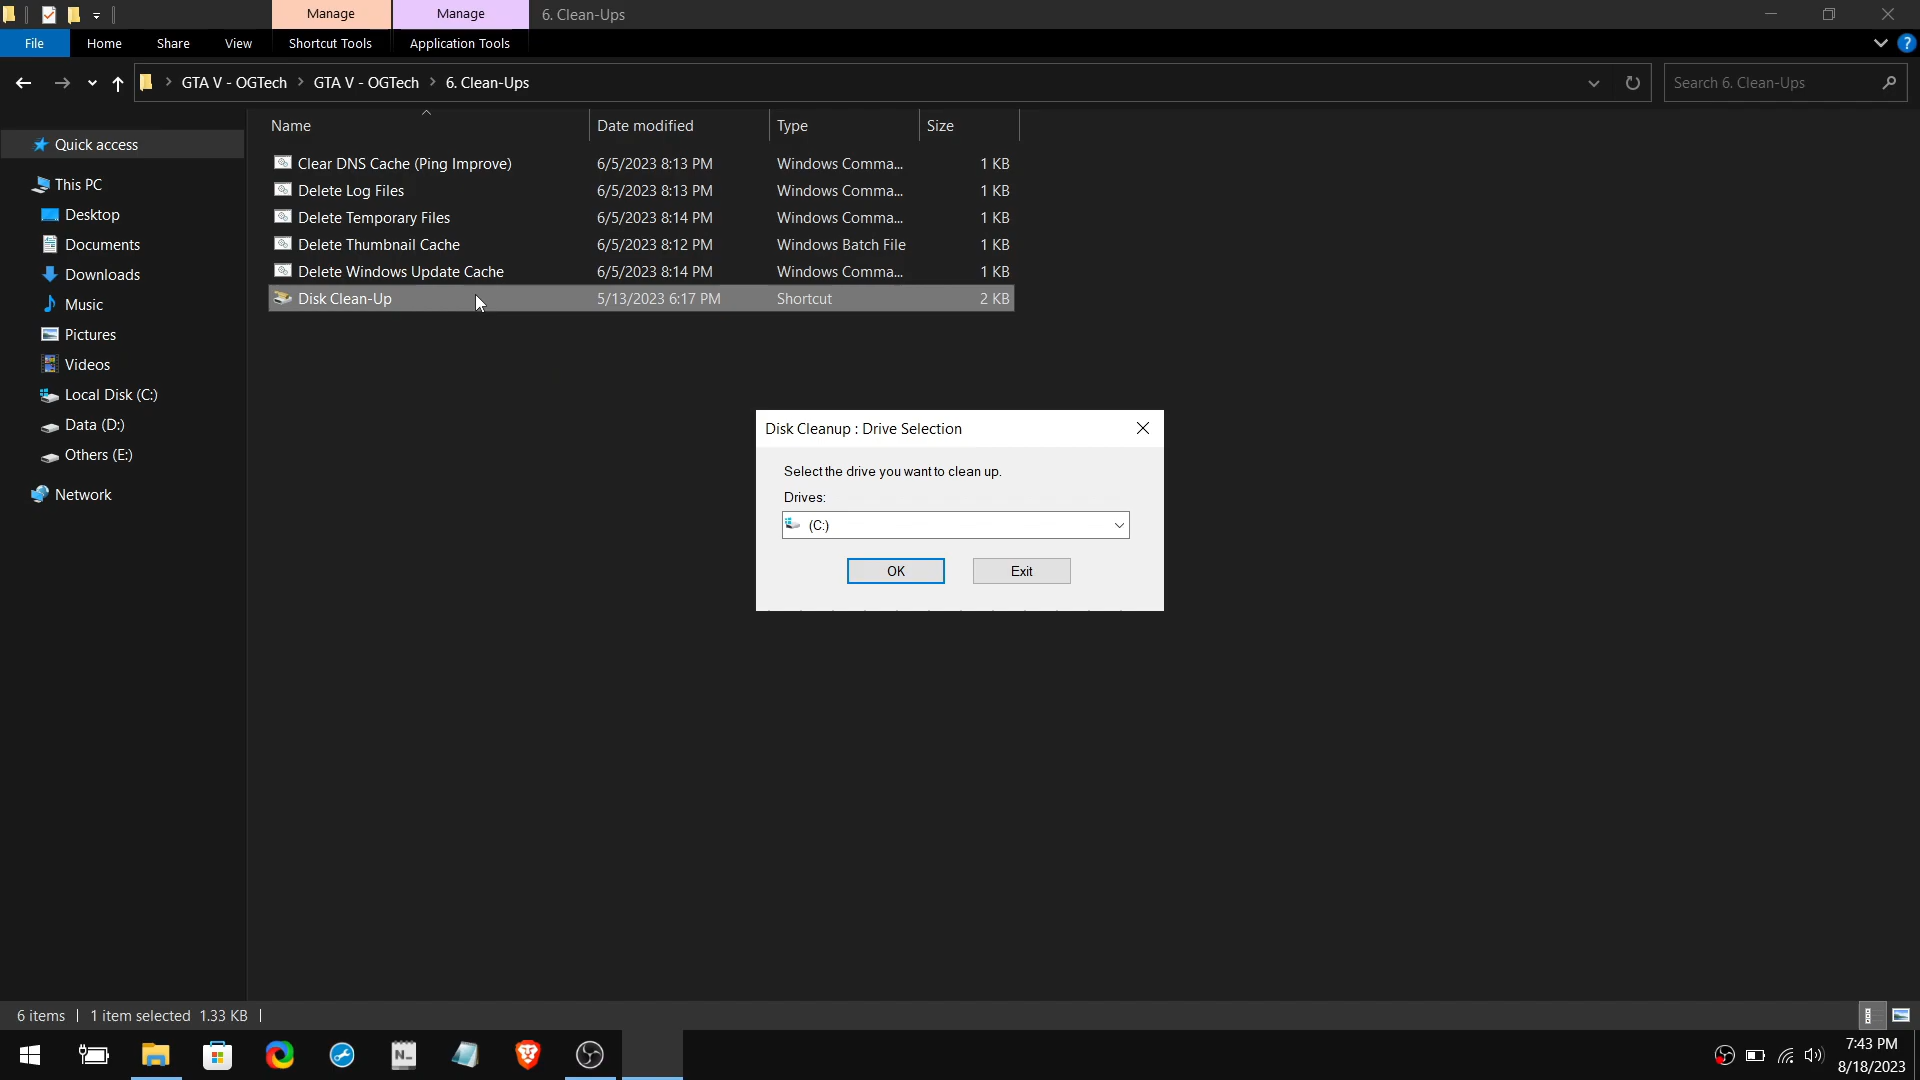 Manage
Manage
6. Clean-Ups
File
Home
Share
View
Shortcut Tools
Application Tools
?
GTA V - OGTech
GTA V - OGTech
6. Clean-Ups
Search 6. Clean-Ups
Name
Date modified
Type
Size
Clear DNS Cache (Ping Improve) 6/5/2023 8:13 PM Windows Comma... 1 KB
Delete Log Files 6/5/2023 8:13 PM Windows Comma... 1 KB
Delete Temporary Files 6/5/2023 8:14 PM Windows Comma... 1 KB
Delete Thumbnail Cache 6/5/2023 8:12 PM Windows Batch File 1 KB
Delete Windows Update Cache 6/5/2023 8:14 PM Windows Comma... 1 KB
Disk Clean-Up 5/13/2023 6:17 PM Shortcut 2 KB
Quick access
This PC
Desktop
Documents
Downloads
Music
Pictures
Videos
Local Disk (C:)
Data (D:)
Others (E:)
Network
Disk Cleanup : Drive Selection
Select the drive you want to clean up.
Drives:
(C:)
OK
Exit
6 items
1 item selected 1.33 KB
N
7:43 PM
8/18/2023